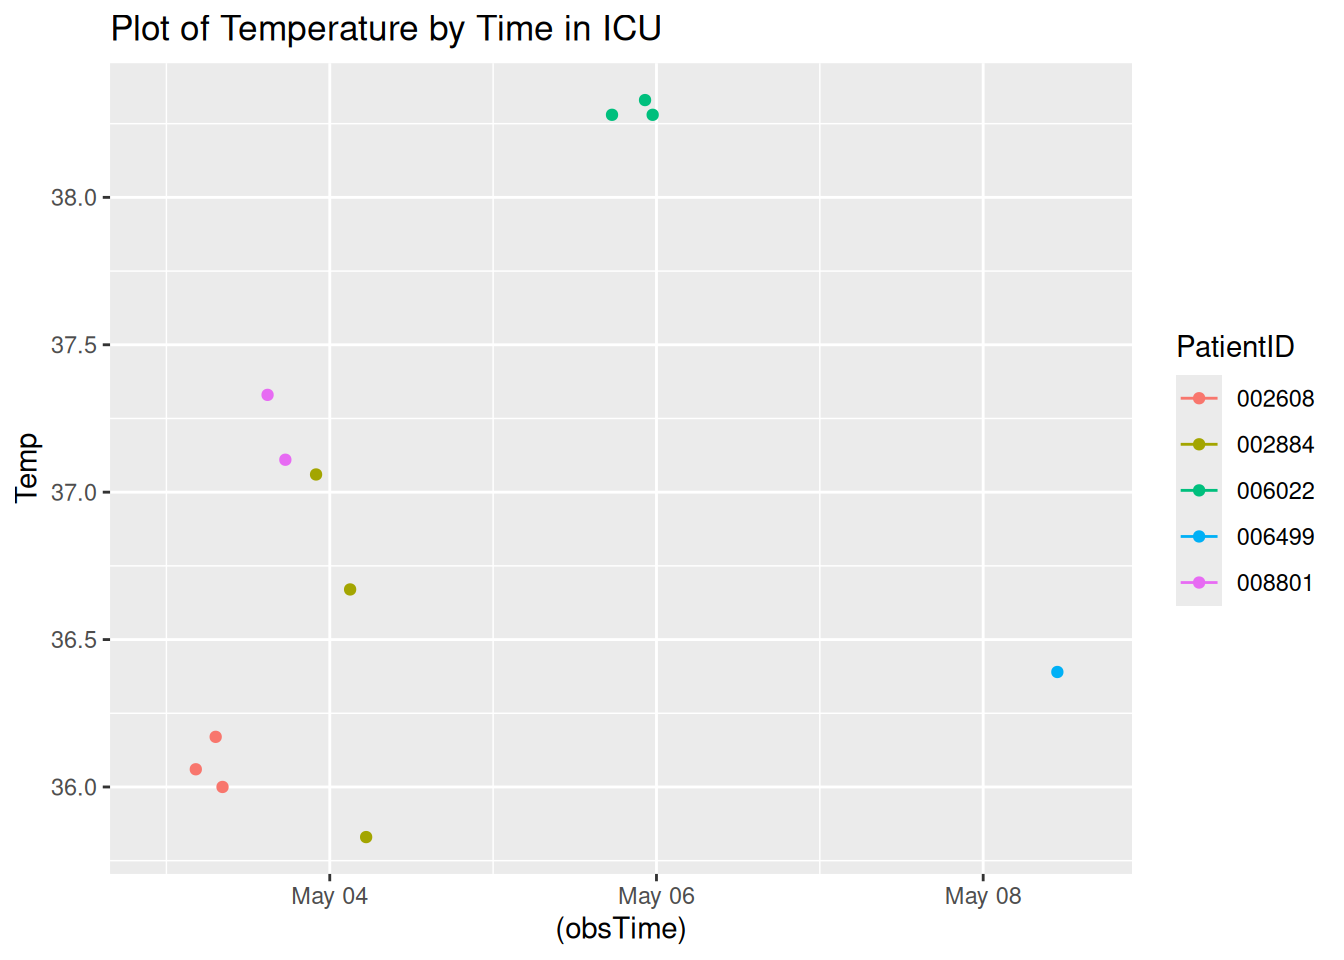 Plot of Temperature by Time in ICU
38.0
37.5
37.0
36.5
36.0
Temp
May 04
May 06
May 08
(obsTime)
PatientID
002608
002884
006022
006499
008801